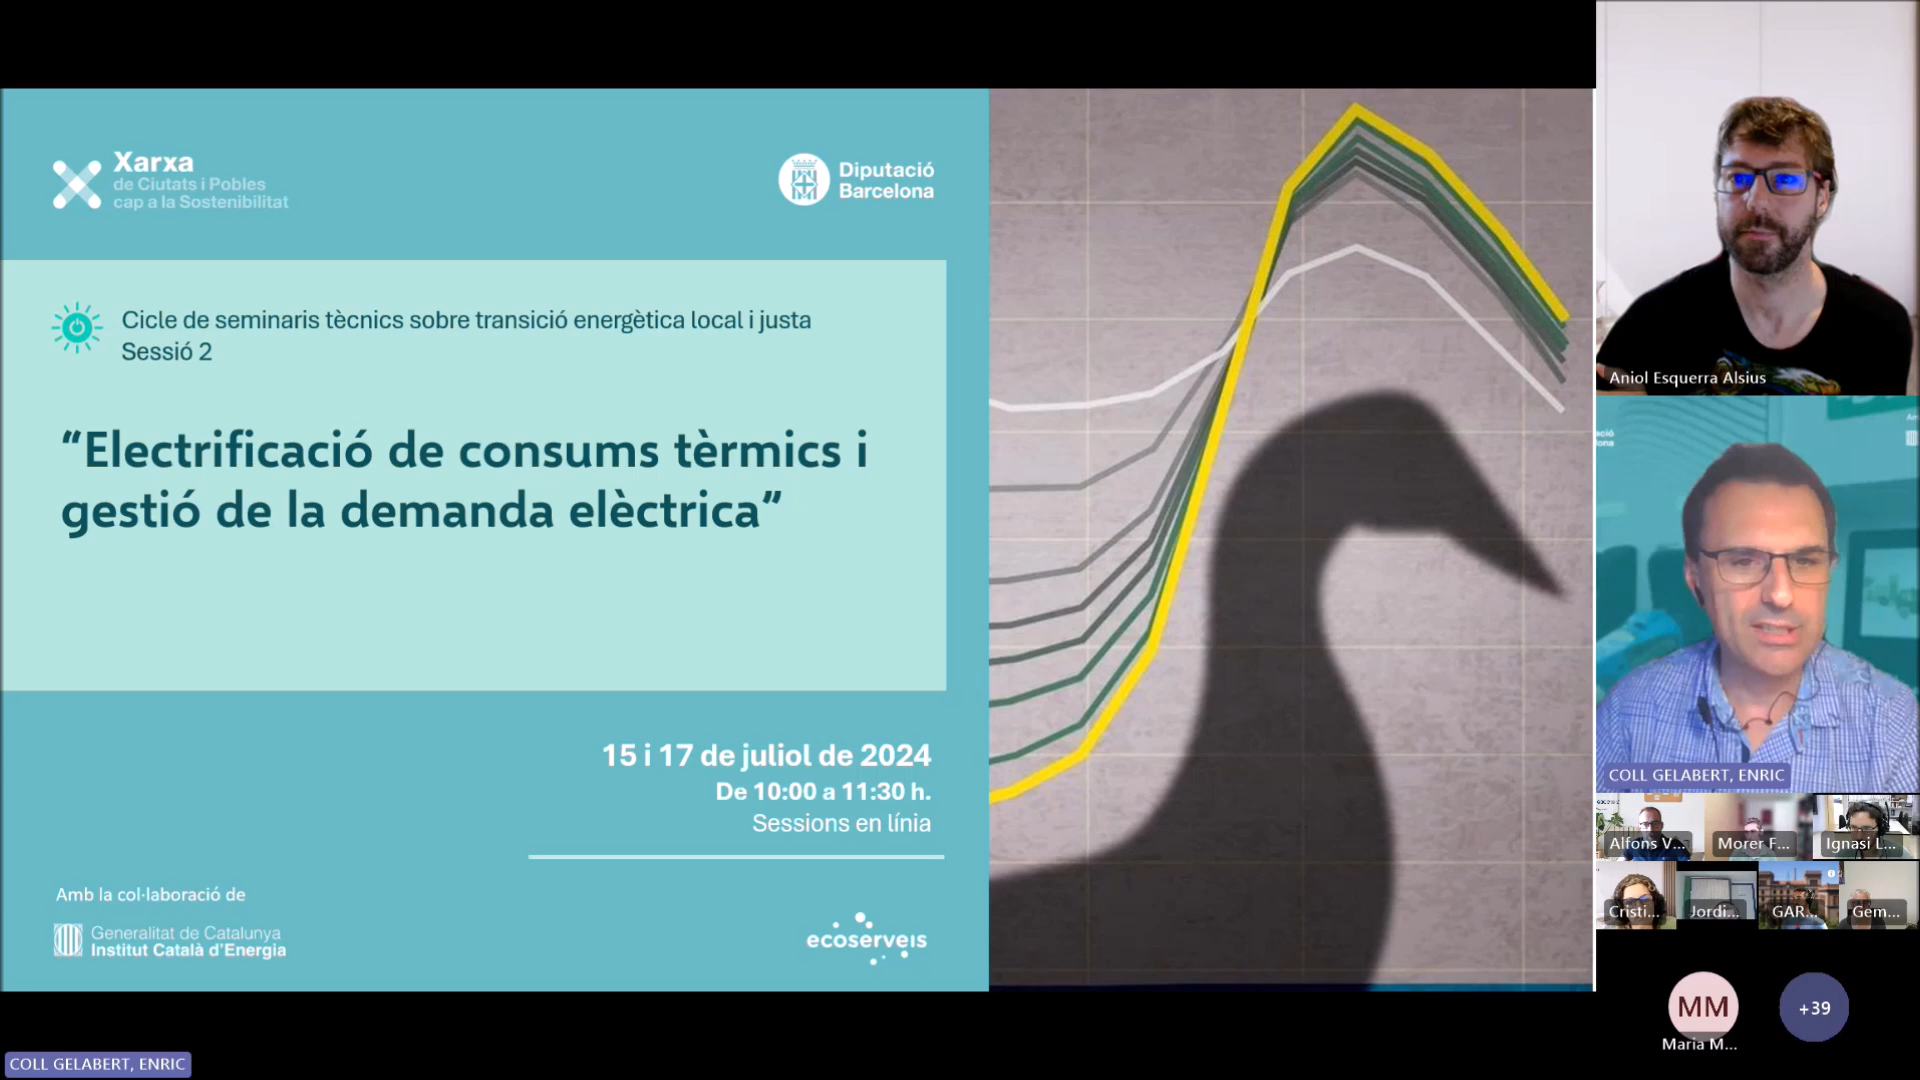 Xarxa
de Ciutats i Pobles
cap a la Sostenibilitat
Diputació
Barcelona
Cicle de seminaris tècnics sobre transició energètica local i justa
Sessió 2
“Electrificació de consums tèrmics i
gestió de la demanda elèctrica”
15 i 17 de juliol de 2024
De 10:00 a 11:30 h.
Sessions en línia
Amb la col·laboració de
Generalitat de Catalunya
Institut Català d'Energia
ecoserveis
COLL GELABERT, ENRIC
Aniol Esquerra Alsius
COLL GELABERT, ENRIC
Alfons V...
Morer F...
Ignasi L...
Cristi...
Jordi...
GAR...
Gem...
MM
Maria M...
+39